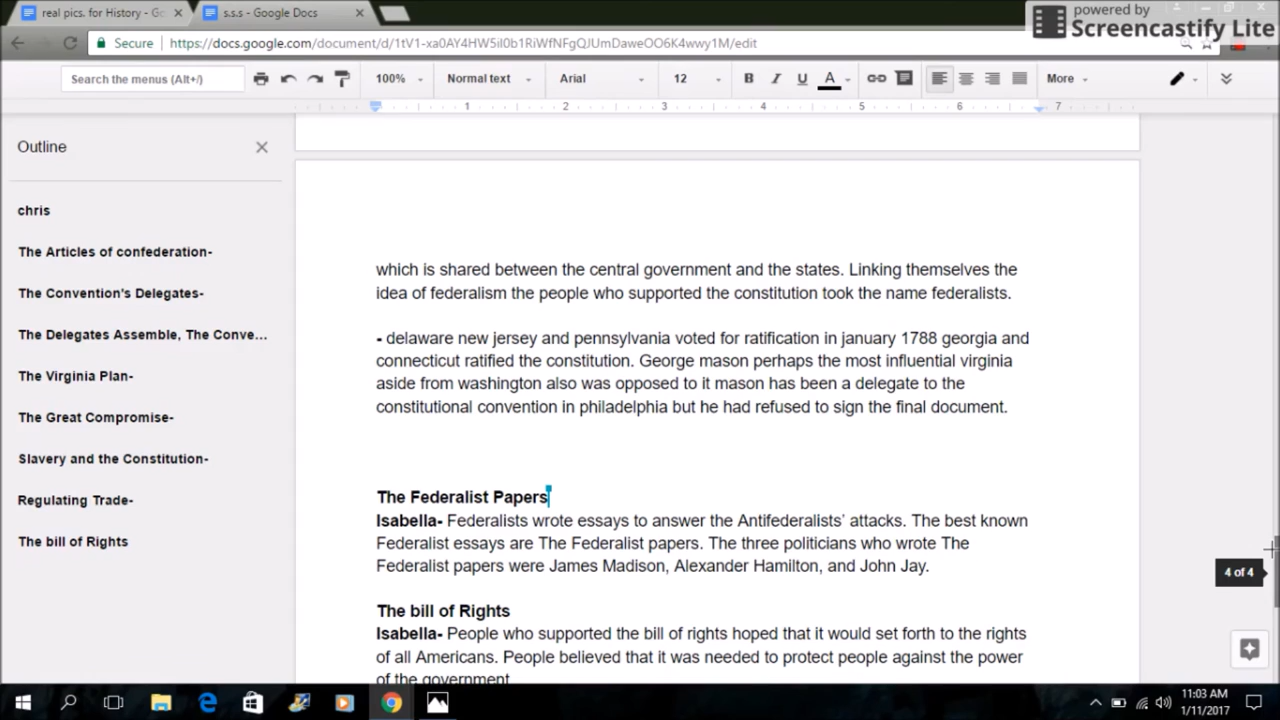 real pics. for History - Go
s.s.s - Google Docs
powered by
Screencastify Lite
Secure
https://docs.google.com/document/d/1tV1-xa0AY4HW5iI0b1RiWfNFgQJUmDaweOO6K4wwy1M/edit
Search the menus (Alt+/)
100%
Normal text
Arial
12
B
I
U
A
More
1 2 3 4 5 6 7
Outline
chris
The Articles of confederation-
The Convention's Delegates-
The Delegates Assemble, The Conve...
The Virginia Plan-
The Great Compromise-
Slavery and the Constitution-
Regulating Trade-
The bill of Rights
which is shared between the central government and the states. Linking themselves the
idea of federalism the people who supported the constitution took the name federalists.
- delaware new jersey and pennsylvania voted for ratification in january 1788 georgia and
connecticut ratified the constitution. George mason perhaps the most influential virginia
aside from washington also was opposed to it mason has been a delegate to the
constitutional convention in philadelphia but he had refused to sign the final document.
The Federalist Papers
Isabella- Federalists wrote essays to answer the Antifederalists' attacks. The best known
Federalist essays are The Federalist papers. The three politicians who wrote The
Federalist papers were James Madison, Alexander Hamilton, and John Jay.
The bill of Rights
Isabella- People who supported the bill of rights hoped that it would set forth to the rights
of all Americans. People believed that it was needed to protect people against the power
of the government
4 of 4
11:03 AM
1/11/2017